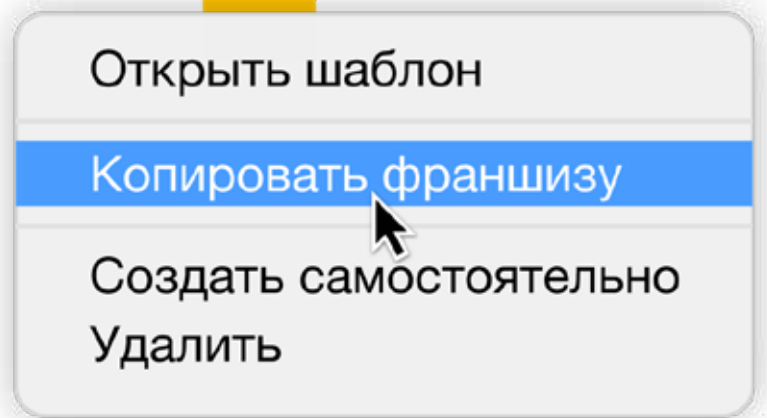 Открыть шаблон
Копировать франшизу
Создать самостоятельно
Удалить